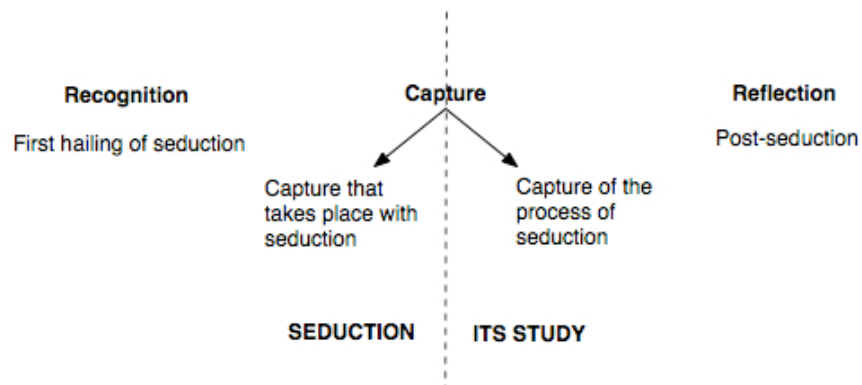 Recognition
Capture
Reflection
First hailing of seduction
Post-seduction
Capture that
takes place with
seduction
Capture of the
process of
seduction
SEDUCTION
ITS STUDY